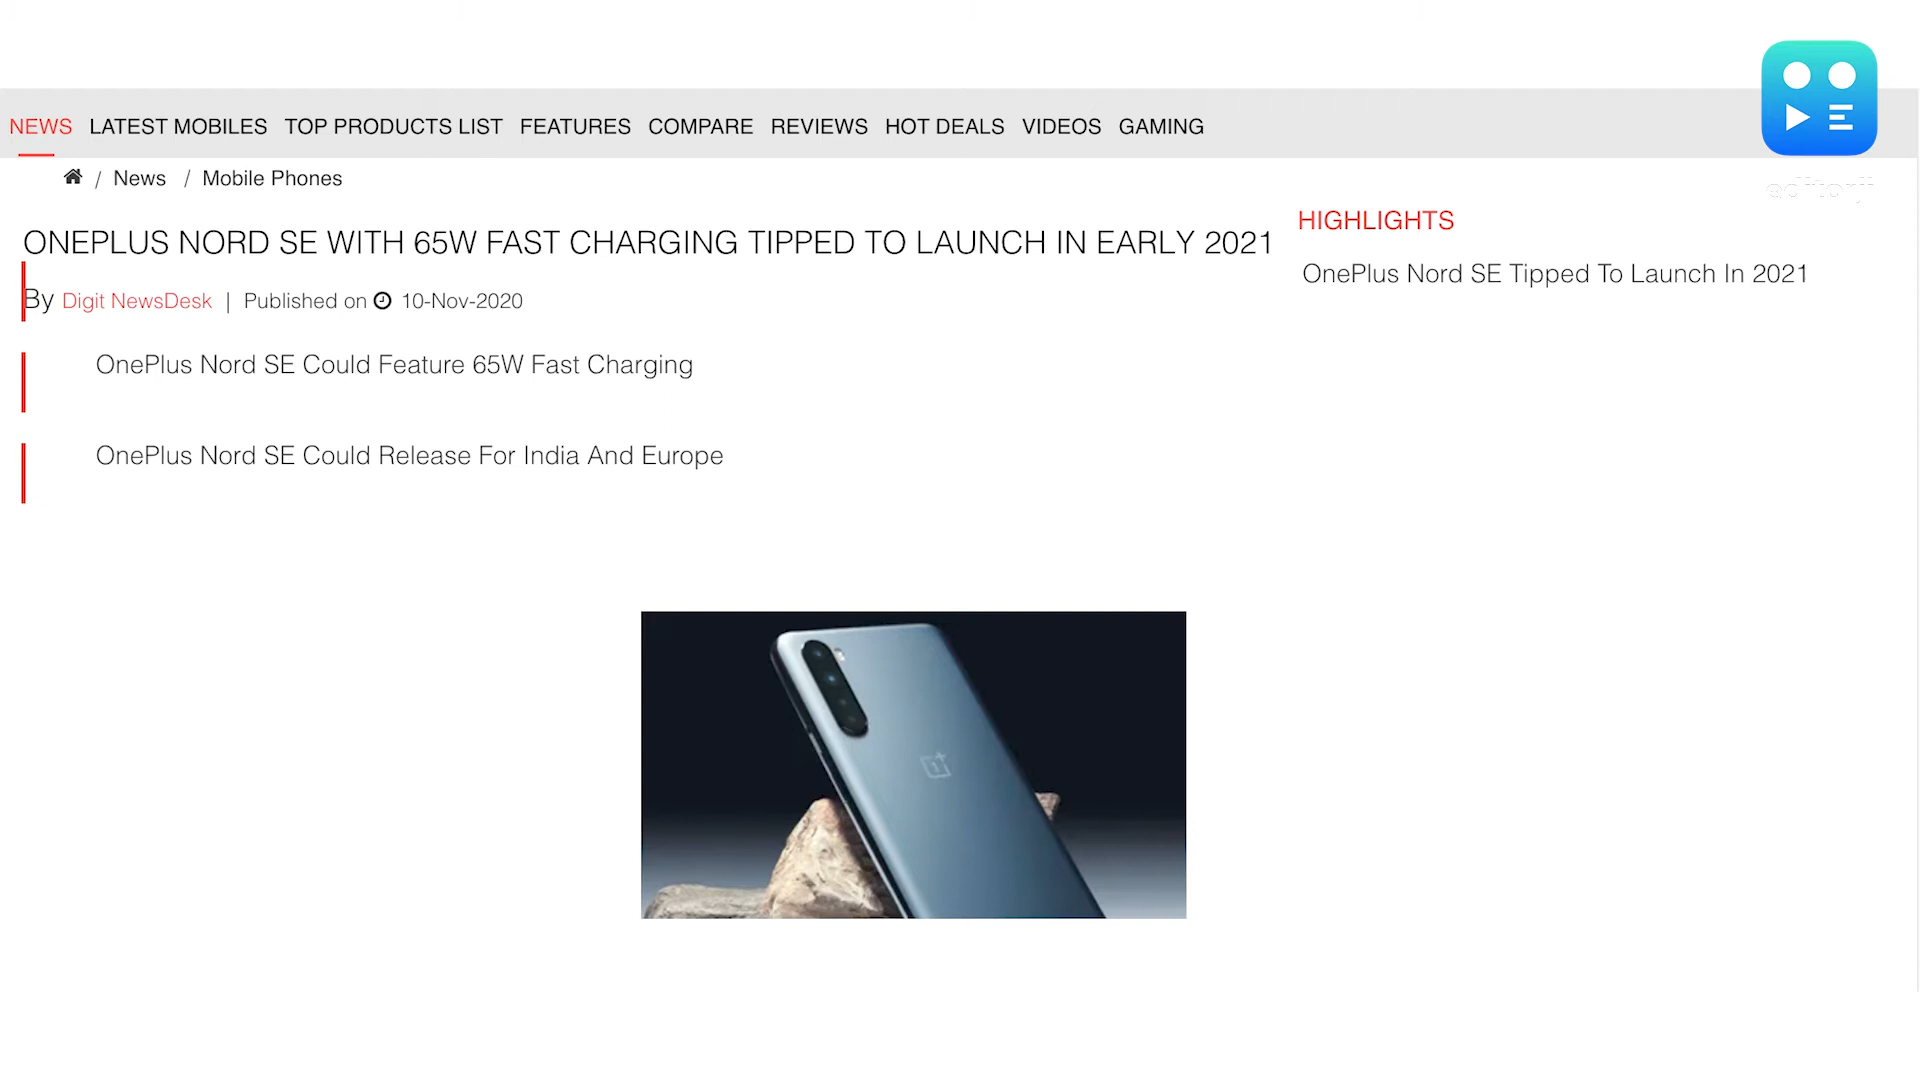 NEWS LATEST MOBILES TOP PRODUCTS LIST FEATURES COMPARE REVIEWS HOT DEALS VIDEOS GAMING
/ News / Mobile Phones
editorji
ONEPLUS NORD SE WITH 65W FAST CHARGING TIPPED TO LAUNCH IN EARLY 2021
By Digit NewsDesk | Published on 10-Nov-2020
OnePlus Nord SE Could Feature 65W Fast Charging
OnePlus Nord SE Could Release For India And Europe
HIGHLIGHTS
OnePlus Nord SE Tipped To Launch In 2021